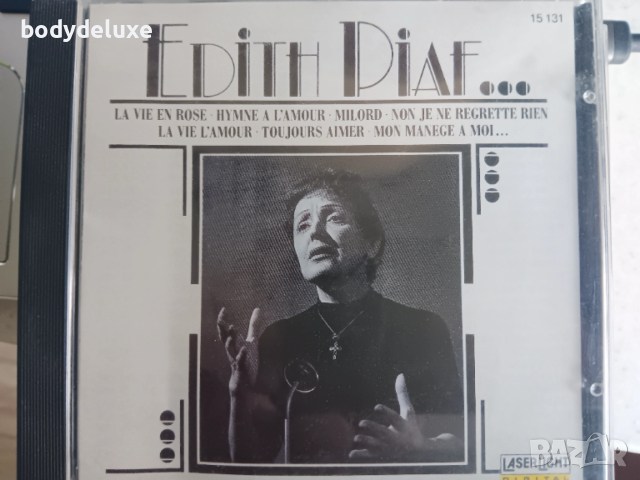 bodydeluxe
15 131
EDITH PIAF...
LA VIE EN ROSE · HYMNE A L'AMOUR · MILORD · NON JE NE REGRETTE RIEN
LA VIE L'AMOUR · TOUJOURS AIMER · MON MANEGE A MOI...
LASERLIGHT
DIGITAL
BAZAR